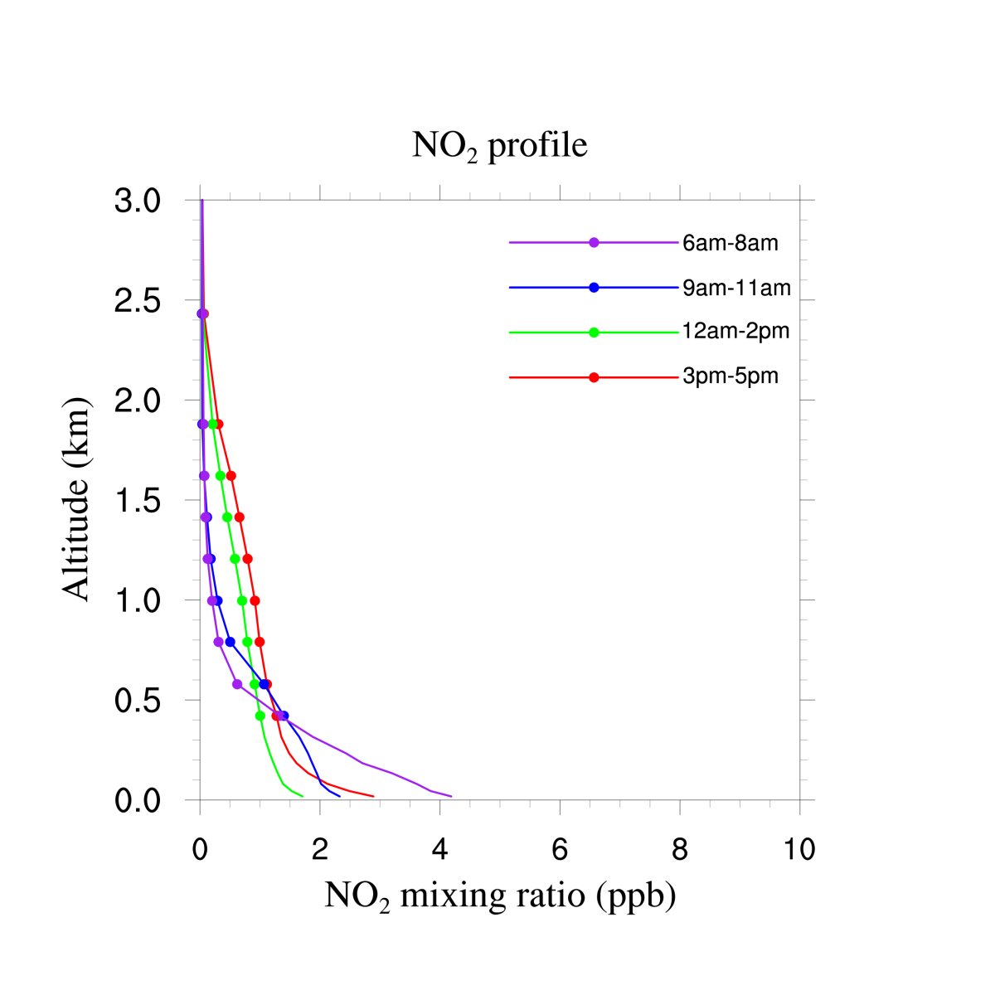 NO₂ profile
3.0
2.5
2.0
1.5
1.0
0.5
0.0
Altitude (km)
6am-8am
9am-11am
12am-2pm
3pm-5pm
0 2 4 6 8 10
NO₂ mixing ratio (ppb)